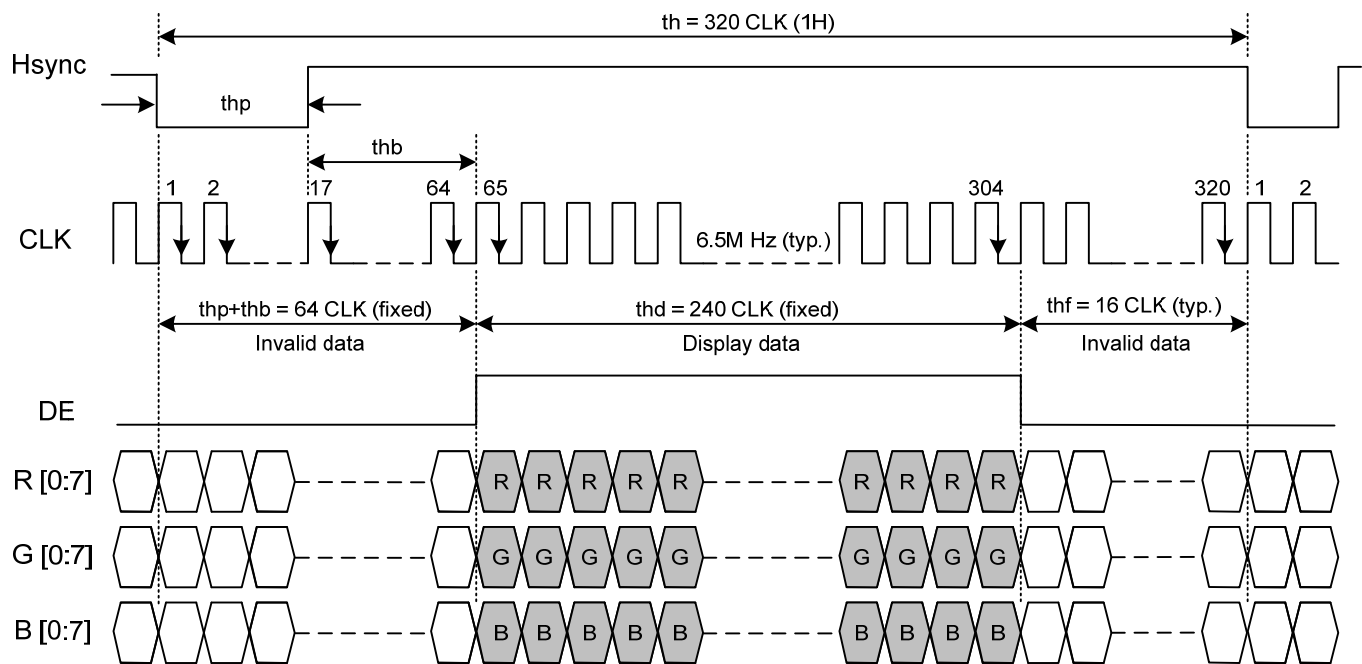 th = 320 CLK (1H)
Hsync
thp
thb
1 2 17 64 65 304 320 1 2
CLK
6.5M Hz (typ.)
thp+thb = 64 CLK (fixed) thd = 240 CLK (fixed) thf = 16 CLK (typ.)
Invalid data Display data Invalid data
DE
R [0:7] R R R R R R R R R
G [0:7] G G G G G G G G G
B [0:7] B B B B B B B B B